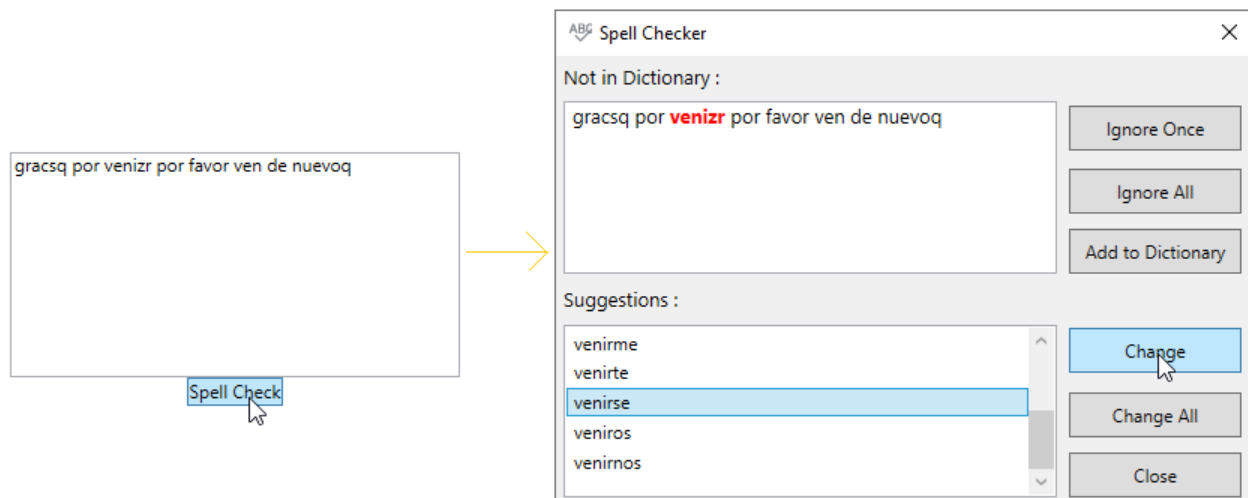 gracsq por venizr por favor ven de nuevoq
Spell Check
ABC Spell Checker
Not in Dictionary :
gracsq por venizr por favor ven de nuevoq
Ignore Once
Ignore All
Add to Dictionary
Suggestions :
venirme
venirte
venirse
veniros
venirnos
Change
Change All
Close